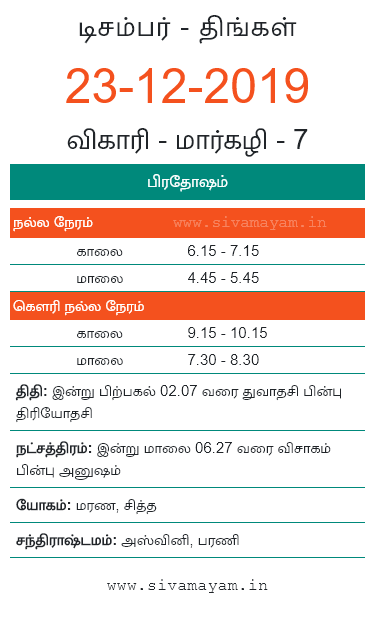 டிசம்பர் - திங்கள்
23-12-2019
விகாரி - மார்கழி - 7
பிரதோஷம்
நல்ல நேரம் www.sivamayam.in
காலை 6.15 - 7.15
மாலை 4.45 - 5.45
கௌரி நல்ல நேரம்
காலை 9.15 - 10.15
மாலை 7.30 - 8.30
திதி: இன்று பிற்பகல் 02.07 வரை துவாதசி பின்பு
திரியோதசி
நட்சத்திரம்: இன்று மாலை 06.27 வரை விசாகம்
பின்பு அனுஷம்
யோகம்: மரண, சித்த
சந்திராஷ்டமம்: அஸ்வினி, பரணி
www.sivamayam.in